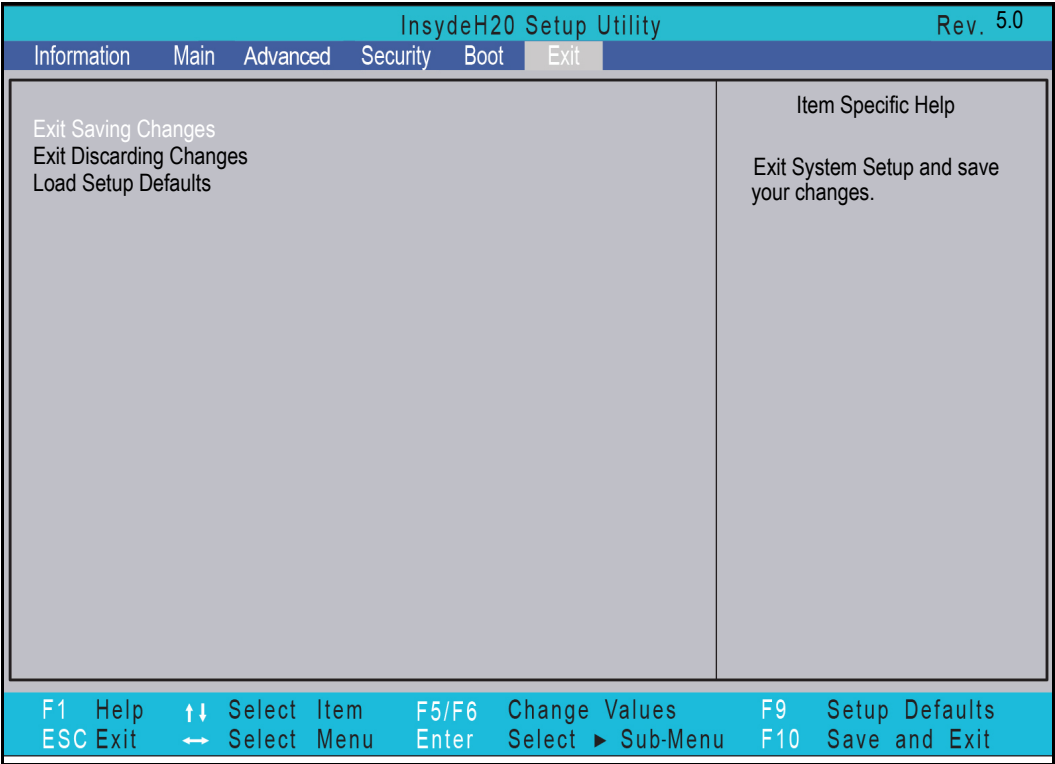 InsydeH20 Setup Utility Rev. 5.0
Information Main Advanced Security Boot Exit
Exit Saving Changes
Exit Discarding Changes
Load Setup Defaults
Item Specific Help
Exit System Setup and save
your changes.
F1 Help ↑↓ Select Item F5/F6 Change Values F9 Setup Defaults
ESC Exit ↔ Select Menu Enter Select ► Sub-Menu F10 Save and Exit